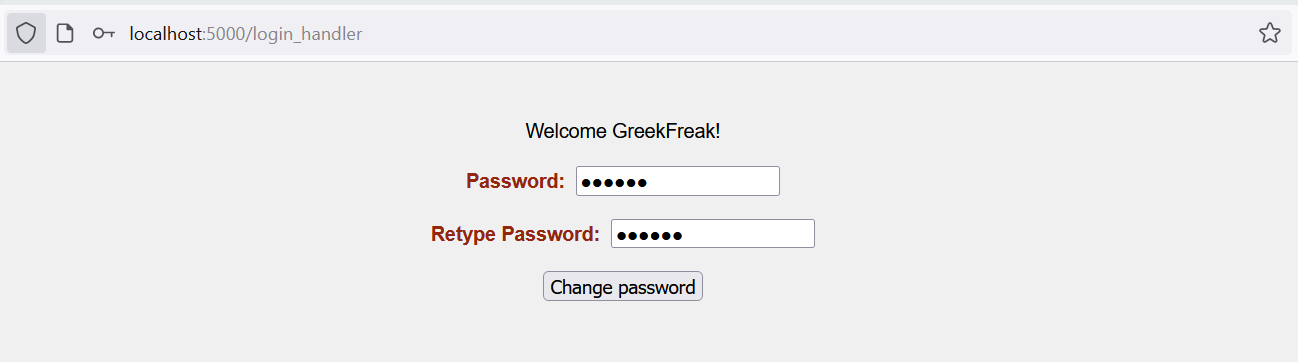 localhost:5000/login_handler
Welcome GreekFreak!
Password: ••••••
Retype Password: ••••••
Change password